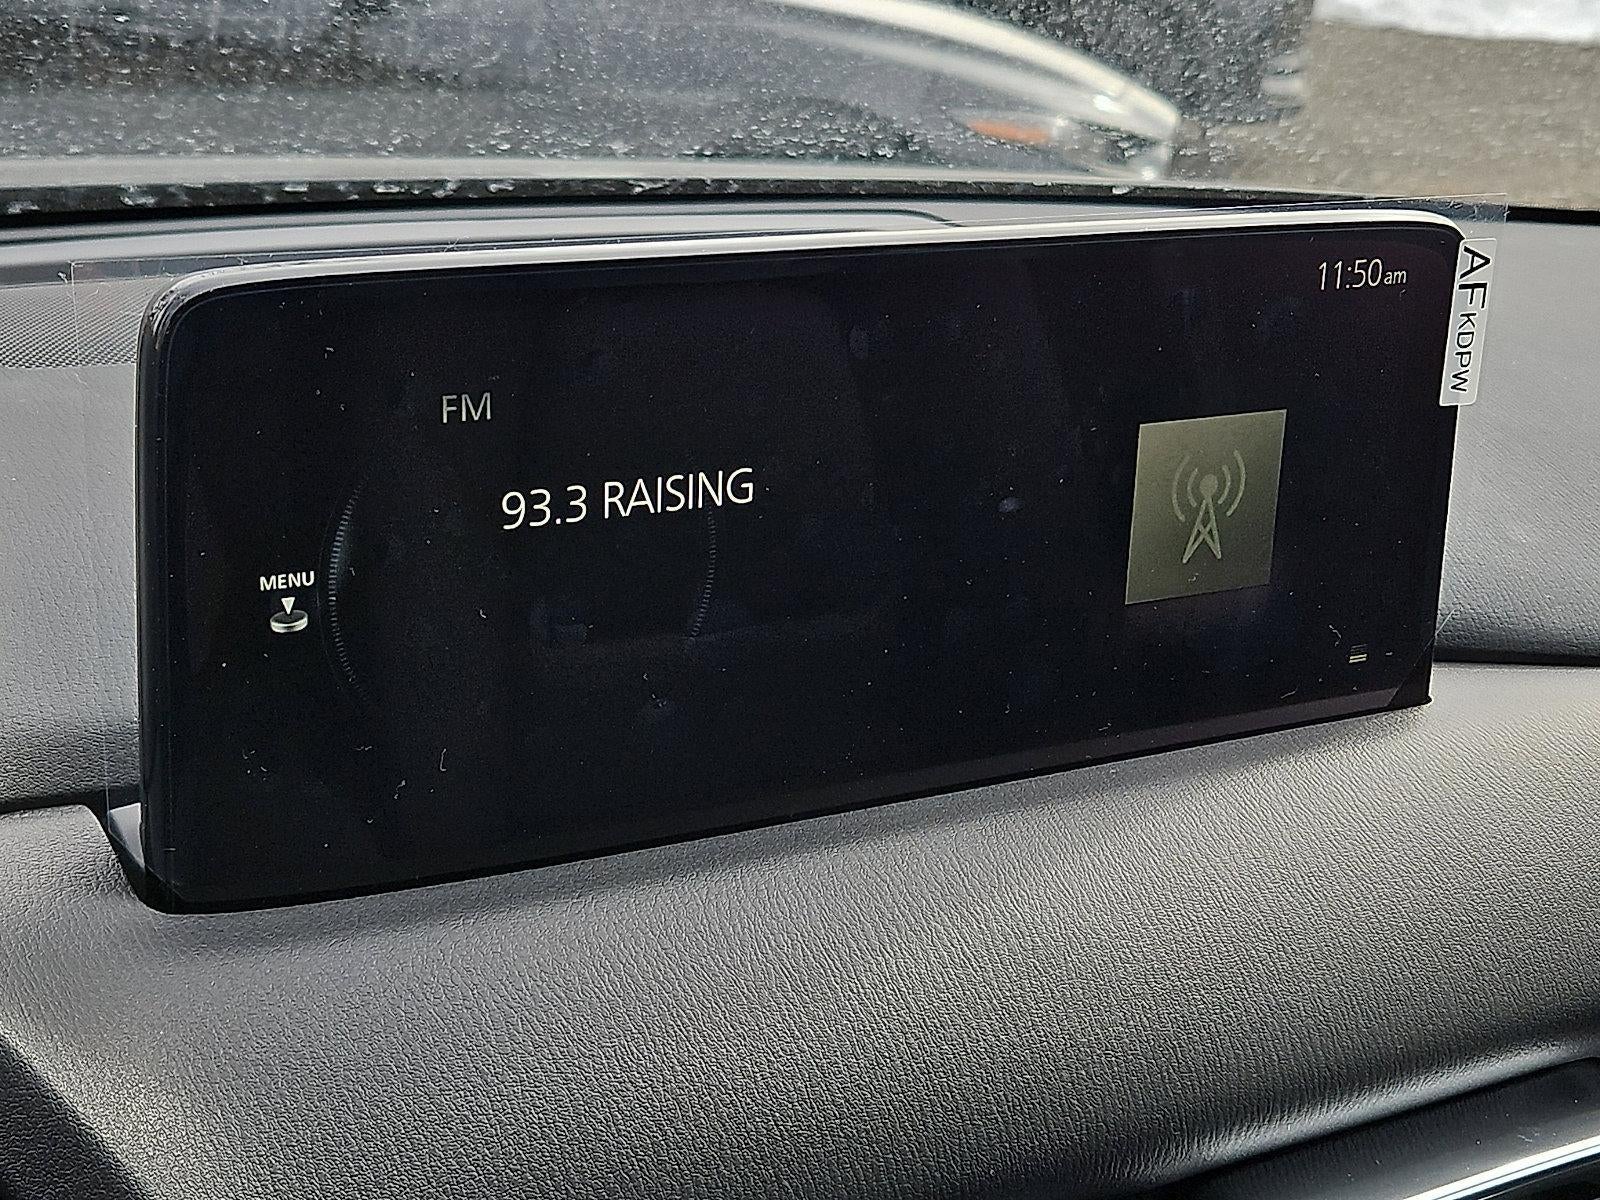 11:50am
FM
93.3 RAISING
MENU
AF KDPW